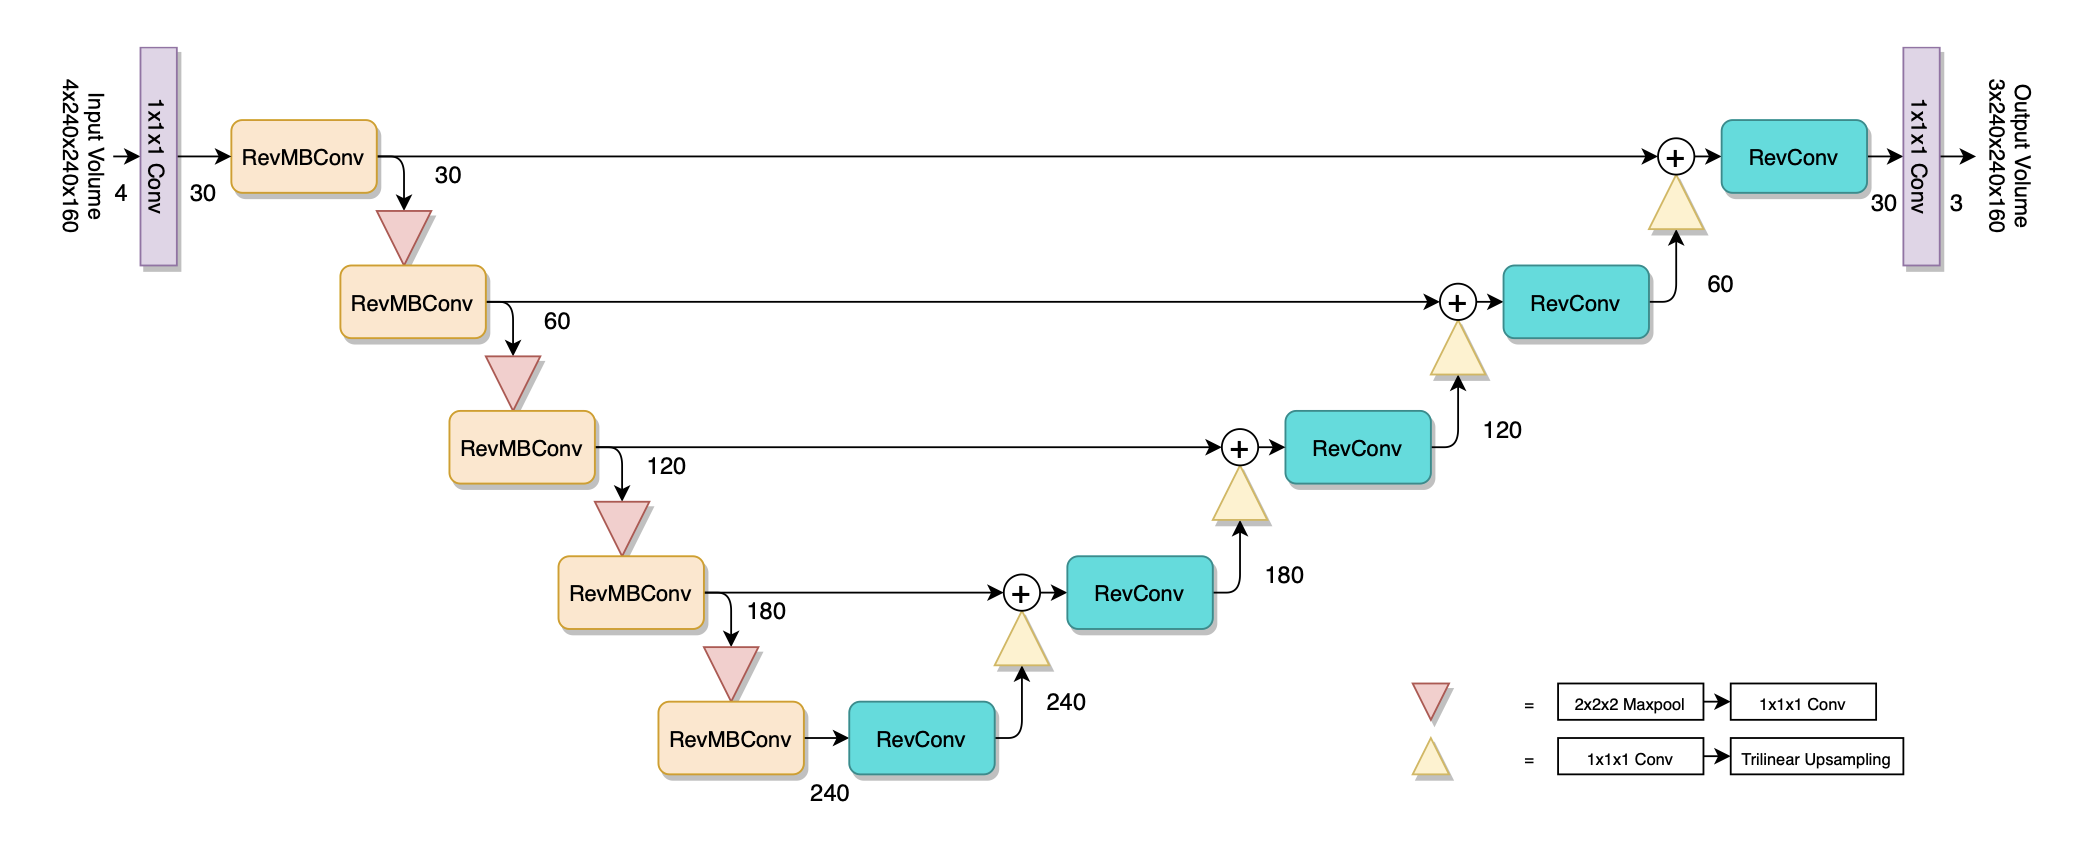 Input Volume
4x240x240x160
4
1x1x1 Conv
30
RevMBConv
30
+
RevConv
30
1x1x1 Conv
3
Output Volume
3x240x240x160
RevMBConv
60
+
RevConv
60
RevMBConv
120
+
RevConv
120
RevMBConv
180
+
RevConv
180
RevMBConv
240
RevConv
240
= 2x2x2 Maxpool 1x1x1 Conv
= 1x1x1 Conv Trilinear Upsampling